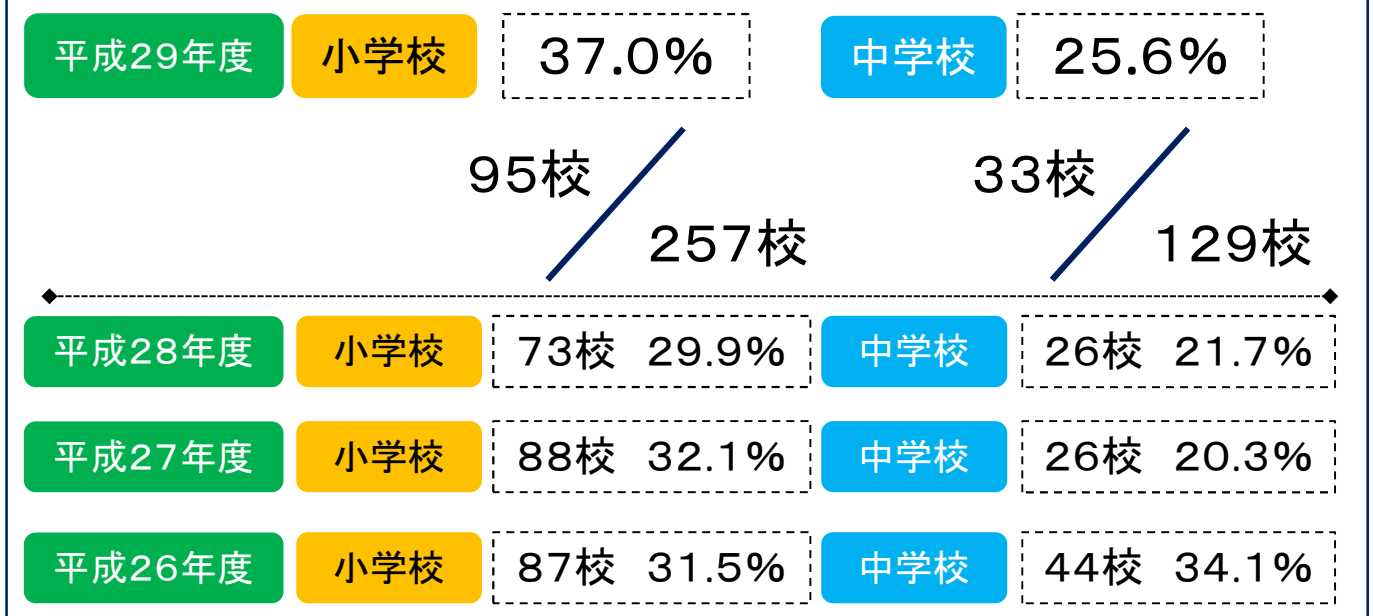 平成29年度 小学校 37.0% 中学校 25.6%
95校 33校
257校 129校
平成28年度 小学校 73校 29.9% 中学校 26校 21.7%
平成27年度 小学校 88校 32.1% 中学校 26校 20.3%
平成26年度 小学校 87校 31.5% 中学校 44校 34.1%